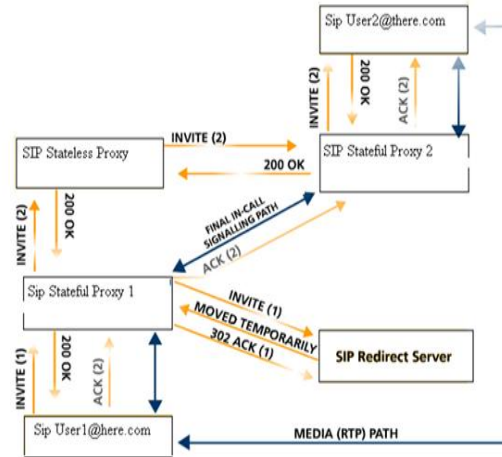 Sip User2@there.com
INVITE (2)
200 OK
ACK (2)
SIP Stateless Proxy
INVITE (2)
200 OK
SIP Stateful Proxy 2
INVITE (2)
200 OK
FINAL IN-CALL
SIGNALLING PATH
ACK (2)
Sip Stateful Proxy 1
INVITE (1)
MOVED TEMPORARILY
302 ACK (1)
SIP Redirect Server
INVITE (1)
200 OK
ACK (2)
Sip User1@here.com
MEDIA (RTP) PATH